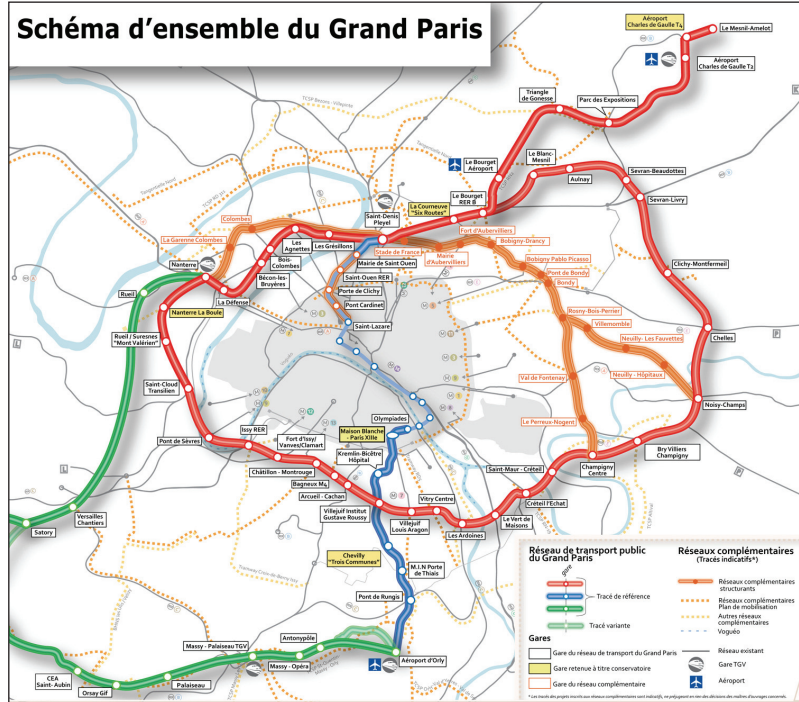 Schéma d'ensemble du Grand Paris
Aéroport
Charles de Gaulle T4
Le Mesnil-Amelot
Aéroport
Charles de Gaulle T2
Triangle
de Gonesse
Parc des Expositions
Le Bourget
Aéroport
Le Blanc-
Mesnil
Aulnay
Sevran-Beaudottes
Sevran-Livry
Le Bourget
RER B
La Courneuve
"Six Routes"
Saint-Denis
Pleyel
Colombes
La Garenne Colombes
Les
Agnettes
Les Grésillons
Bois-
Colombes
Bécon-les-
Bruyères
Nanterre
La Défense
Nanterre La Boule
Rueil
Rueil / Suresnes
"Mont Valérien"
Stade de France
Mairie
d'Aubervilliers
Fort d'Aubervilliers
Bobigny-Drancy
Bobigny Pablo Picasso
Pont de Bondy
Bondy
Clichy-Montfermeil
Mairie de Saint Ouen
Saint-Ouen RER
Porte de Clichy
Pont Cardinet
Saint-Lazare
Rosny-Bois-Perrier
Villemomble
Neuilly- Les Fauvettes
Neuilly - Hôpitaux
Chelles
Noisy-Champs
Val de Fontenay
Le Perreux-Nogent
Saint-Cloud
Transilien
Pont de Sèvres
Issy RER
Fort d'Issy/
Vanves/Clamart
Châtillon - Montrouge
Bagneux M4
Arcueil - Cachan
Villejuif Institut
Gustave Roussy
Olympiades
Maison Blanche
- Paris XIIIe
Kremlin-Bicêtre
Hôpital
Villejuif
Louis Aragon
Vitry Centre
Les Ardoines
Le Vert de
Maisons
Créteil l'Echat
Saint-Maur - Créteil
Champigny
Centre
Bry Villiers
Champigny
Versailles
Chantiers
Satory
Chevilly
"Trois Communes"
M.I.N Porte
de Thiais
Pont de Rungis
Aéroport d'Orly
Antonypôle
Massy - Opéra
Massy - Palaiseau TGV
Palaiseau
Orsay Gif
CEA
Saint- Aubin
Réseau de transport public
du Grand Paris
gare
Tracé de référence
Tracé variante
Gares
Gare du réseau de transport du Grand Paris
Gare retenue à titre conservatoire
Gare du réseau complémentaire
Réseaux complémentaires
(Tracés indicatifs*)
Réseaux complémentaires
structurants
Réseaux complémentaires
Plan de mobilisation
Autres réseaux
complémentaires
Voguéo
Réseau existant
Gare TGV
Aéroport